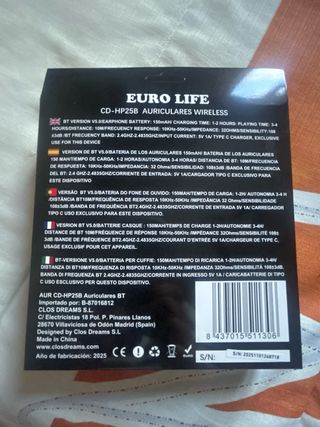 EURO LIFE
CD-HP25B AURICULARES WIRELESS
BT VERSION V5.0/EARPHONE BATTERY: 150mAH/ CHARGING TIME: 1-2 HOURS: PLAYING TIME: 3-4
HOURS/DISTANCE: 10M/FREQUENCY RESPONSE: 10KHz-50KHz/IMPEDANCE: 32OHMS/SENSIBILITY:108
±3dB /BT FREQUENCY: 2.4GHZ-2.4835GHZ/INPUT CURRENT: 5V 1A/ TYPE C CHARGER, EXCLUSIVE
USE FOR THIS DEVICE
VERSION DE BT V5.0/BATERIA DE LOS AURICULARES 150mAH/ BATERIA DE LOS AURICULARES
150 MAH/TIEMPO DE CARGA: 1-2 HORAS/AUTONOMIA 3-4 HORAS/ DISTANCIA DE BT: 10M/FRECUENCIA
DE RESPUESTA: 10KHz-50KHz/IMPEDANCIA: 32Ohms/SENSIBILIDAD: 108±3dB/FRECUENCIA
DEL BT: 2.4 GHZ-2.4835GHZ/CORRIENTE DE ENTRADA: 5V 1A/CARGADOR TIPO C EXCLUSIVO PARA
ESTE DISPOSITIVO
VERSÃO BT V5.0/BATERIA DO FONE DE OUVIDO: 150MAH/TEMPO DE CARGA: 1-2H/ AUTONOMIA 3-4 H
/DISTÂNCIA BT 10M/FREQUÊNCIA DE RESPOSTA 10KHz-50KHz /IMPEDÂNCIA 32Ohms/SENSIBILIDADE
108±3dB /BANDA DE FREQUÊNCIA BT2.4GHZ-2.4835GHZ/CORRENTE DE ENTRADA 5V 1A/CARREGADOR
TIPO C USO EXCLUSIVO PARA ESTE DISPOSITIVO
VERSION BT V5.0/BATTERIE CASQUE : 150MAH/TEMPS DE CHARGE 1-2H/AUTONOMIE 3-4H/
DISTANCE DE BT 10M/FRÉQUENCE DE RÉPONSE 10KHz-50KHz /IMPÉDANCE 32Ohms/SENSIBILITÉ 108±
3dB /BANDE DE FRÉQUENCE BT2.4GHZ-2.4835GHZ/COURANT D'ENTRÉE 5V 1A/CHARGEUR DE TYPE C,
USAGE EXCLUSIF POUR CE DISPOSITIF
BT-VERSIONE V5.0/BATTERIA PER CUFFIE: 150MAH/TEMPO DI RICARICA 1-2H/AUTONOMIA 3-4H/
DISTANZA DI BT10M/FREQUENZA DI RISPOSTA 10KHz-50KHz /IMPEDANZA 32Ohms/SENSIBILITÀ 108±3dB.
/BANDA DI FREQUENZA BT2.4GHZ-2.4835GHZ/CORRENTE IN INGRESSO 5V 1A/CARICATORE DI TIPO C,
USO ESCLUSIVO PER QUESTO DISPOSITIVO
AUR CD-HP25B Auriculares BT
Importado por: B-87016812
CLOS DREAMS S.L.
C/ Electricistas 18 Pol. P. Pinares Llanos
28670 Villaviciosa de Odón Madrid (Spain)
Designed by Clos Dreams S.L
Made in China
www.closdreams.com
Año de fabricación: 2025
8 437015 511306
S/N: S/N: 20251101248718